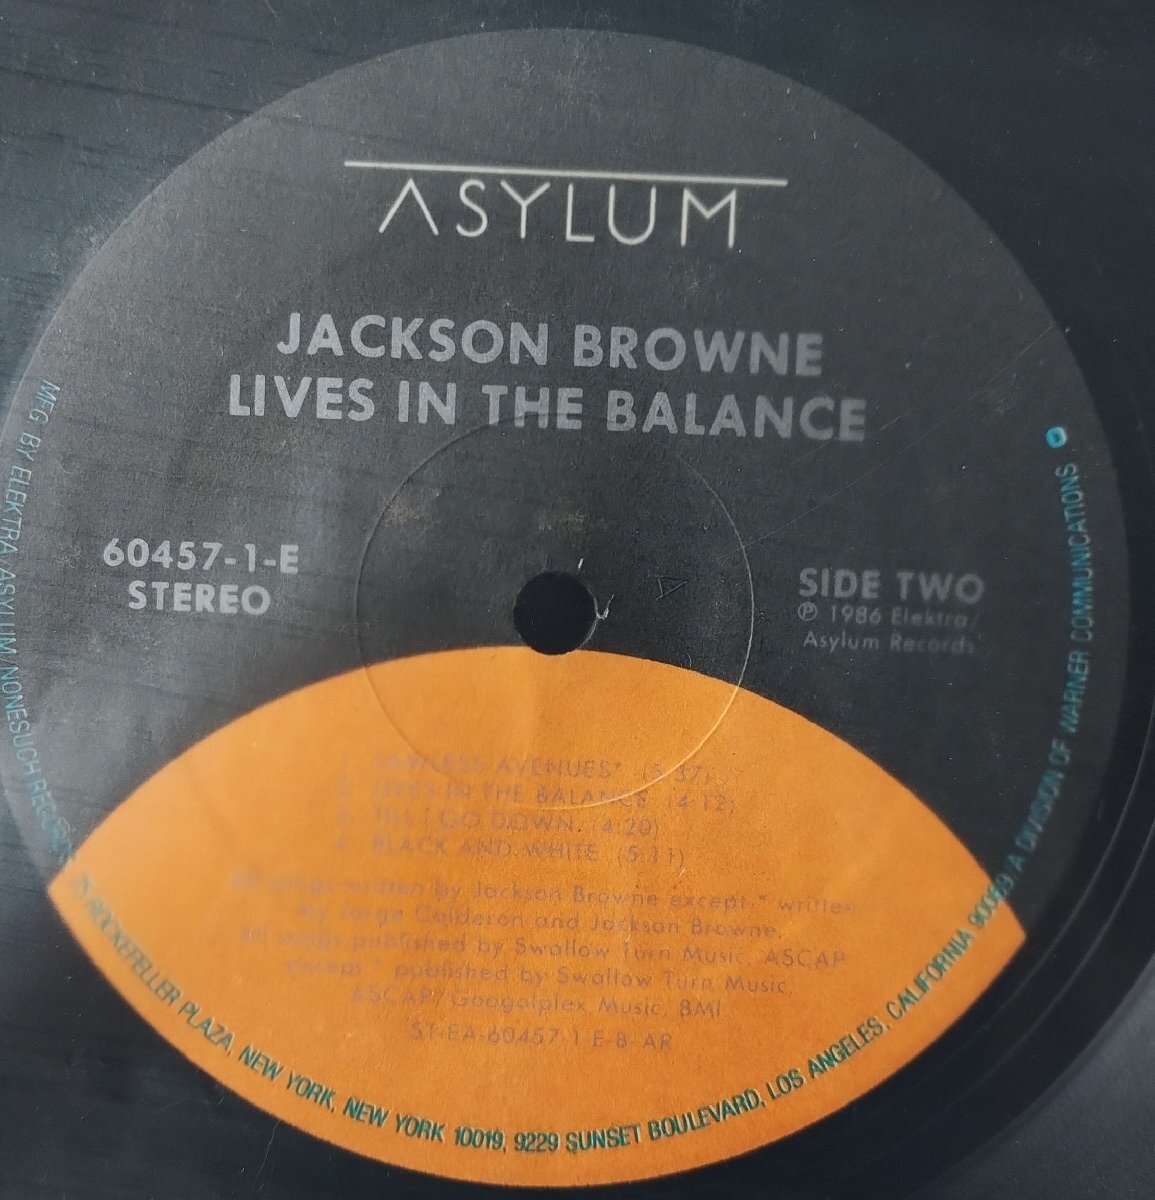 ASYLUM
JACKSON BROWNE
LIVES IN THE BALANCE
60457-1-E
STEREO
SIDE TWO
℗ 1986 Elektra/
Asylum Records
1. LAWLESS AVENUES* (5:37)
2. LIVES IN THE BALANCE (4:12)
3. TILL I GO DOWN (4:20)
4. BLACK AND WHITE (5:11)
All songs written by Jackson Browne except * written
by Jorge Calderon and Jackson Browne.
All songs published by Swallow Turn Music, ASCAP
except * published by Swallow Turn Music,
ASCAP/Googolplex Music, BMI.
ST-EA-60457-1 E-B-AR
MFG. BY ELEKTRA/ASYLUM/NONESUCH RECORDS, 75 ROCKEFELLER PLAZA, NEW YORK, NEW YORK 10019, 9229 SUNSET BOULEVARD, LOS ANGELES, CALIFORNIA 90069/A DIVISION OF WARNER COMMUNICATIONS